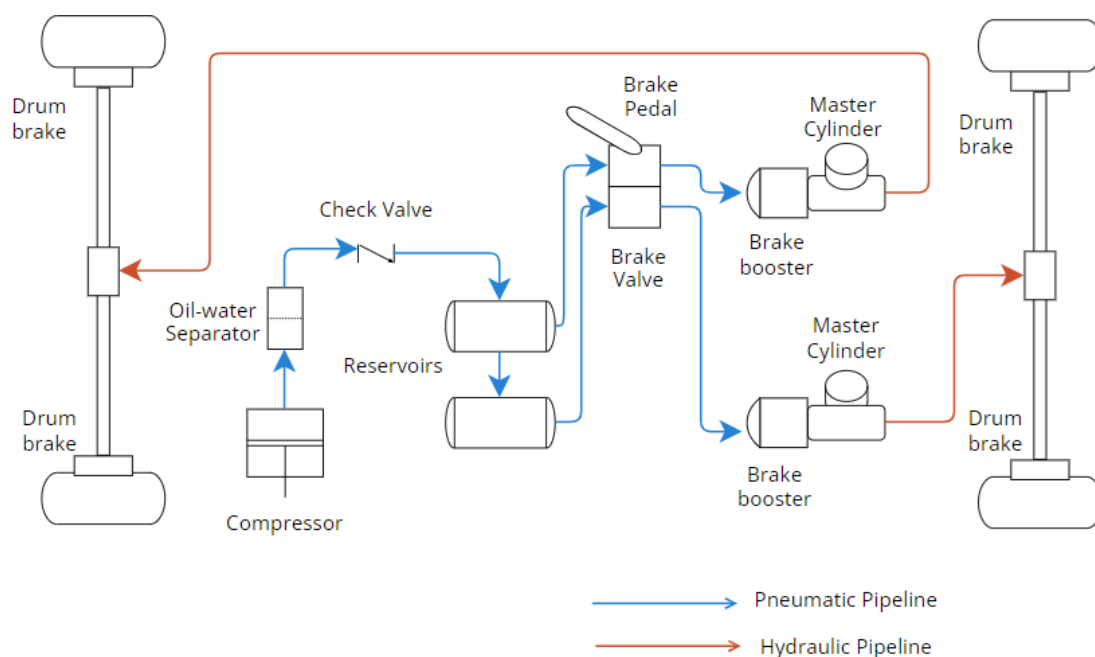 Drum
brake
Brake
Pedal
Master
Cylinder
Drum
brake
Check Valve
Brake
booster
Brake
Valve
Oil-water
Separator
Reservoirs
Master
Cylinder
Drum
brake
Drum
brake
Brake
booster
Compressor
Pneumatic Pipeline
Hydraulic Pipeline